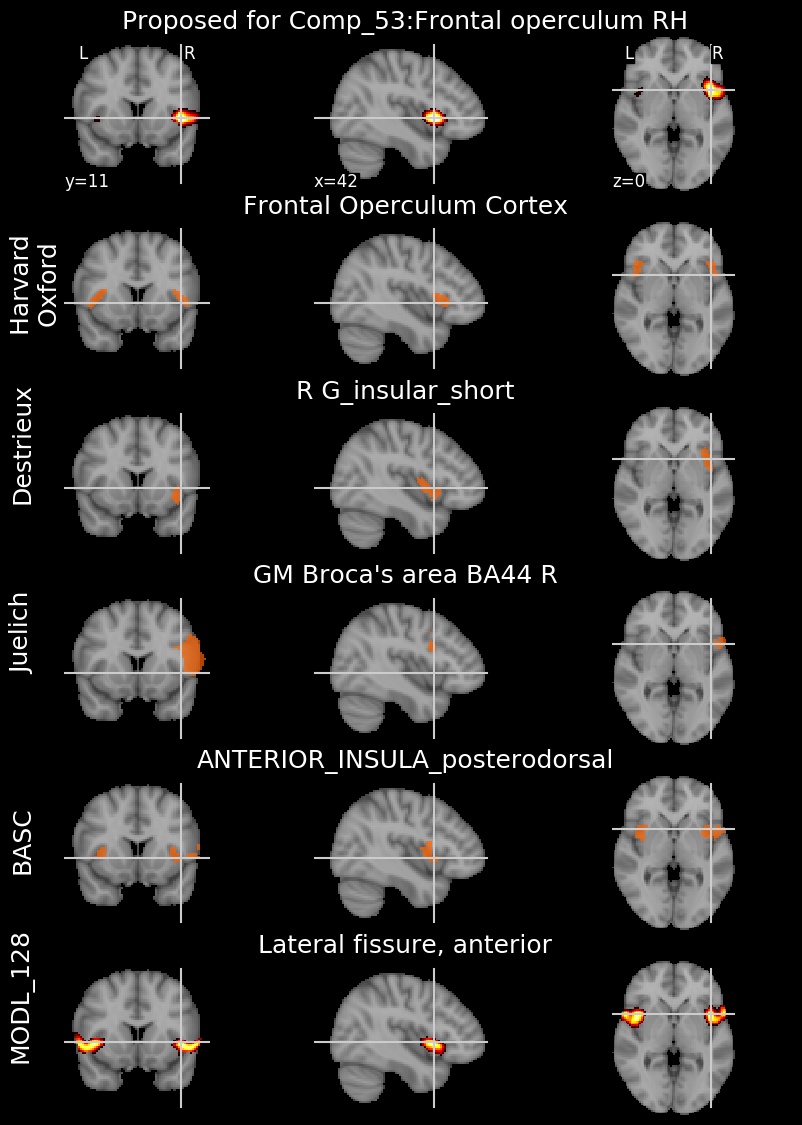 Proposed for Comp_53:Frontal operculum RH
L R
L R
y=11
x=42
z=0
Frontal Operculum Cortex
Harvard
Oxford
R G_insular_short
Destrieux
GM Broca's area BA44 R
Juelich
ANTERIOR_INSULA_posterodorsal
BASC
Lateral fissure, anterior
MODL_128